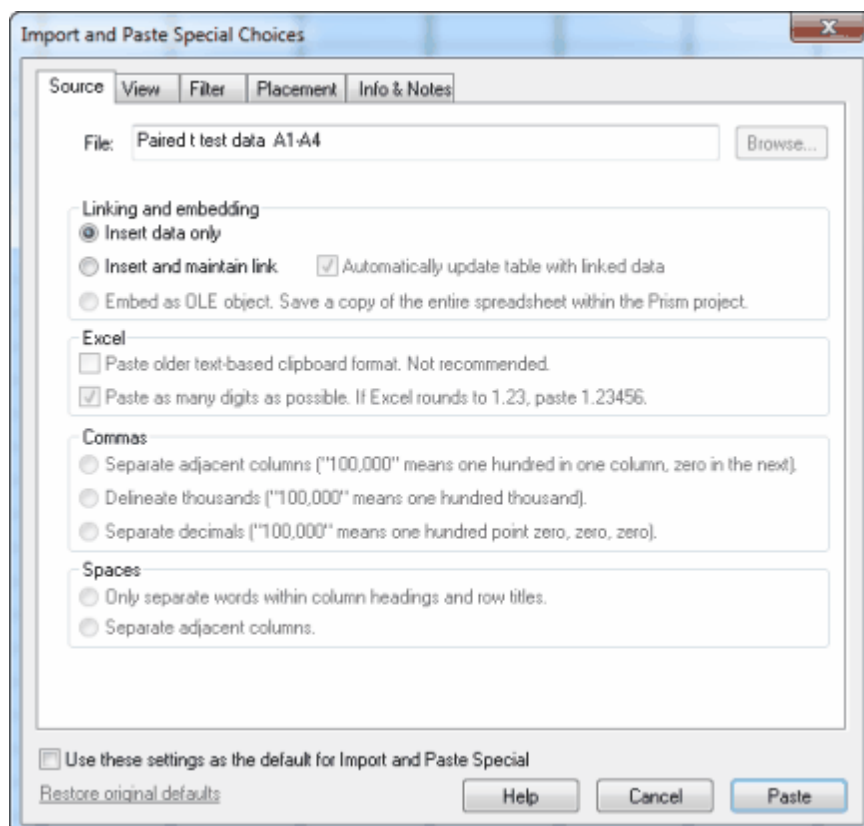 Import and Paste Special Choices
Source View Filter Placement Info & Notes
File: Paired t test data A1-A4 Browse...
Linking and embedding
Insert data only
Insert and maintain link Automatically update table with linked data
Embed as OLE object. Save a copy of the entire spreadsheet within the Prism project.
Excel
Paste older text-based clipboard format. Not recommended.
Paste as many digits as possible. If Excel rounds to 1.23, paste 1.23456.
Commas
Separate adjacent columns ("100,000" means one hundred in one column, zero in the next).
Delineate thousands ("100,000" means one hundred thousand).
Separate decimals ("100,000" means one hundred point zero, zero, zero).
Spaces
Only separate words within column headings and row titles.
Separate adjacent columns.
Use these settings as the default for Import and Paste Special
Restore original defaults Help Cancel Paste